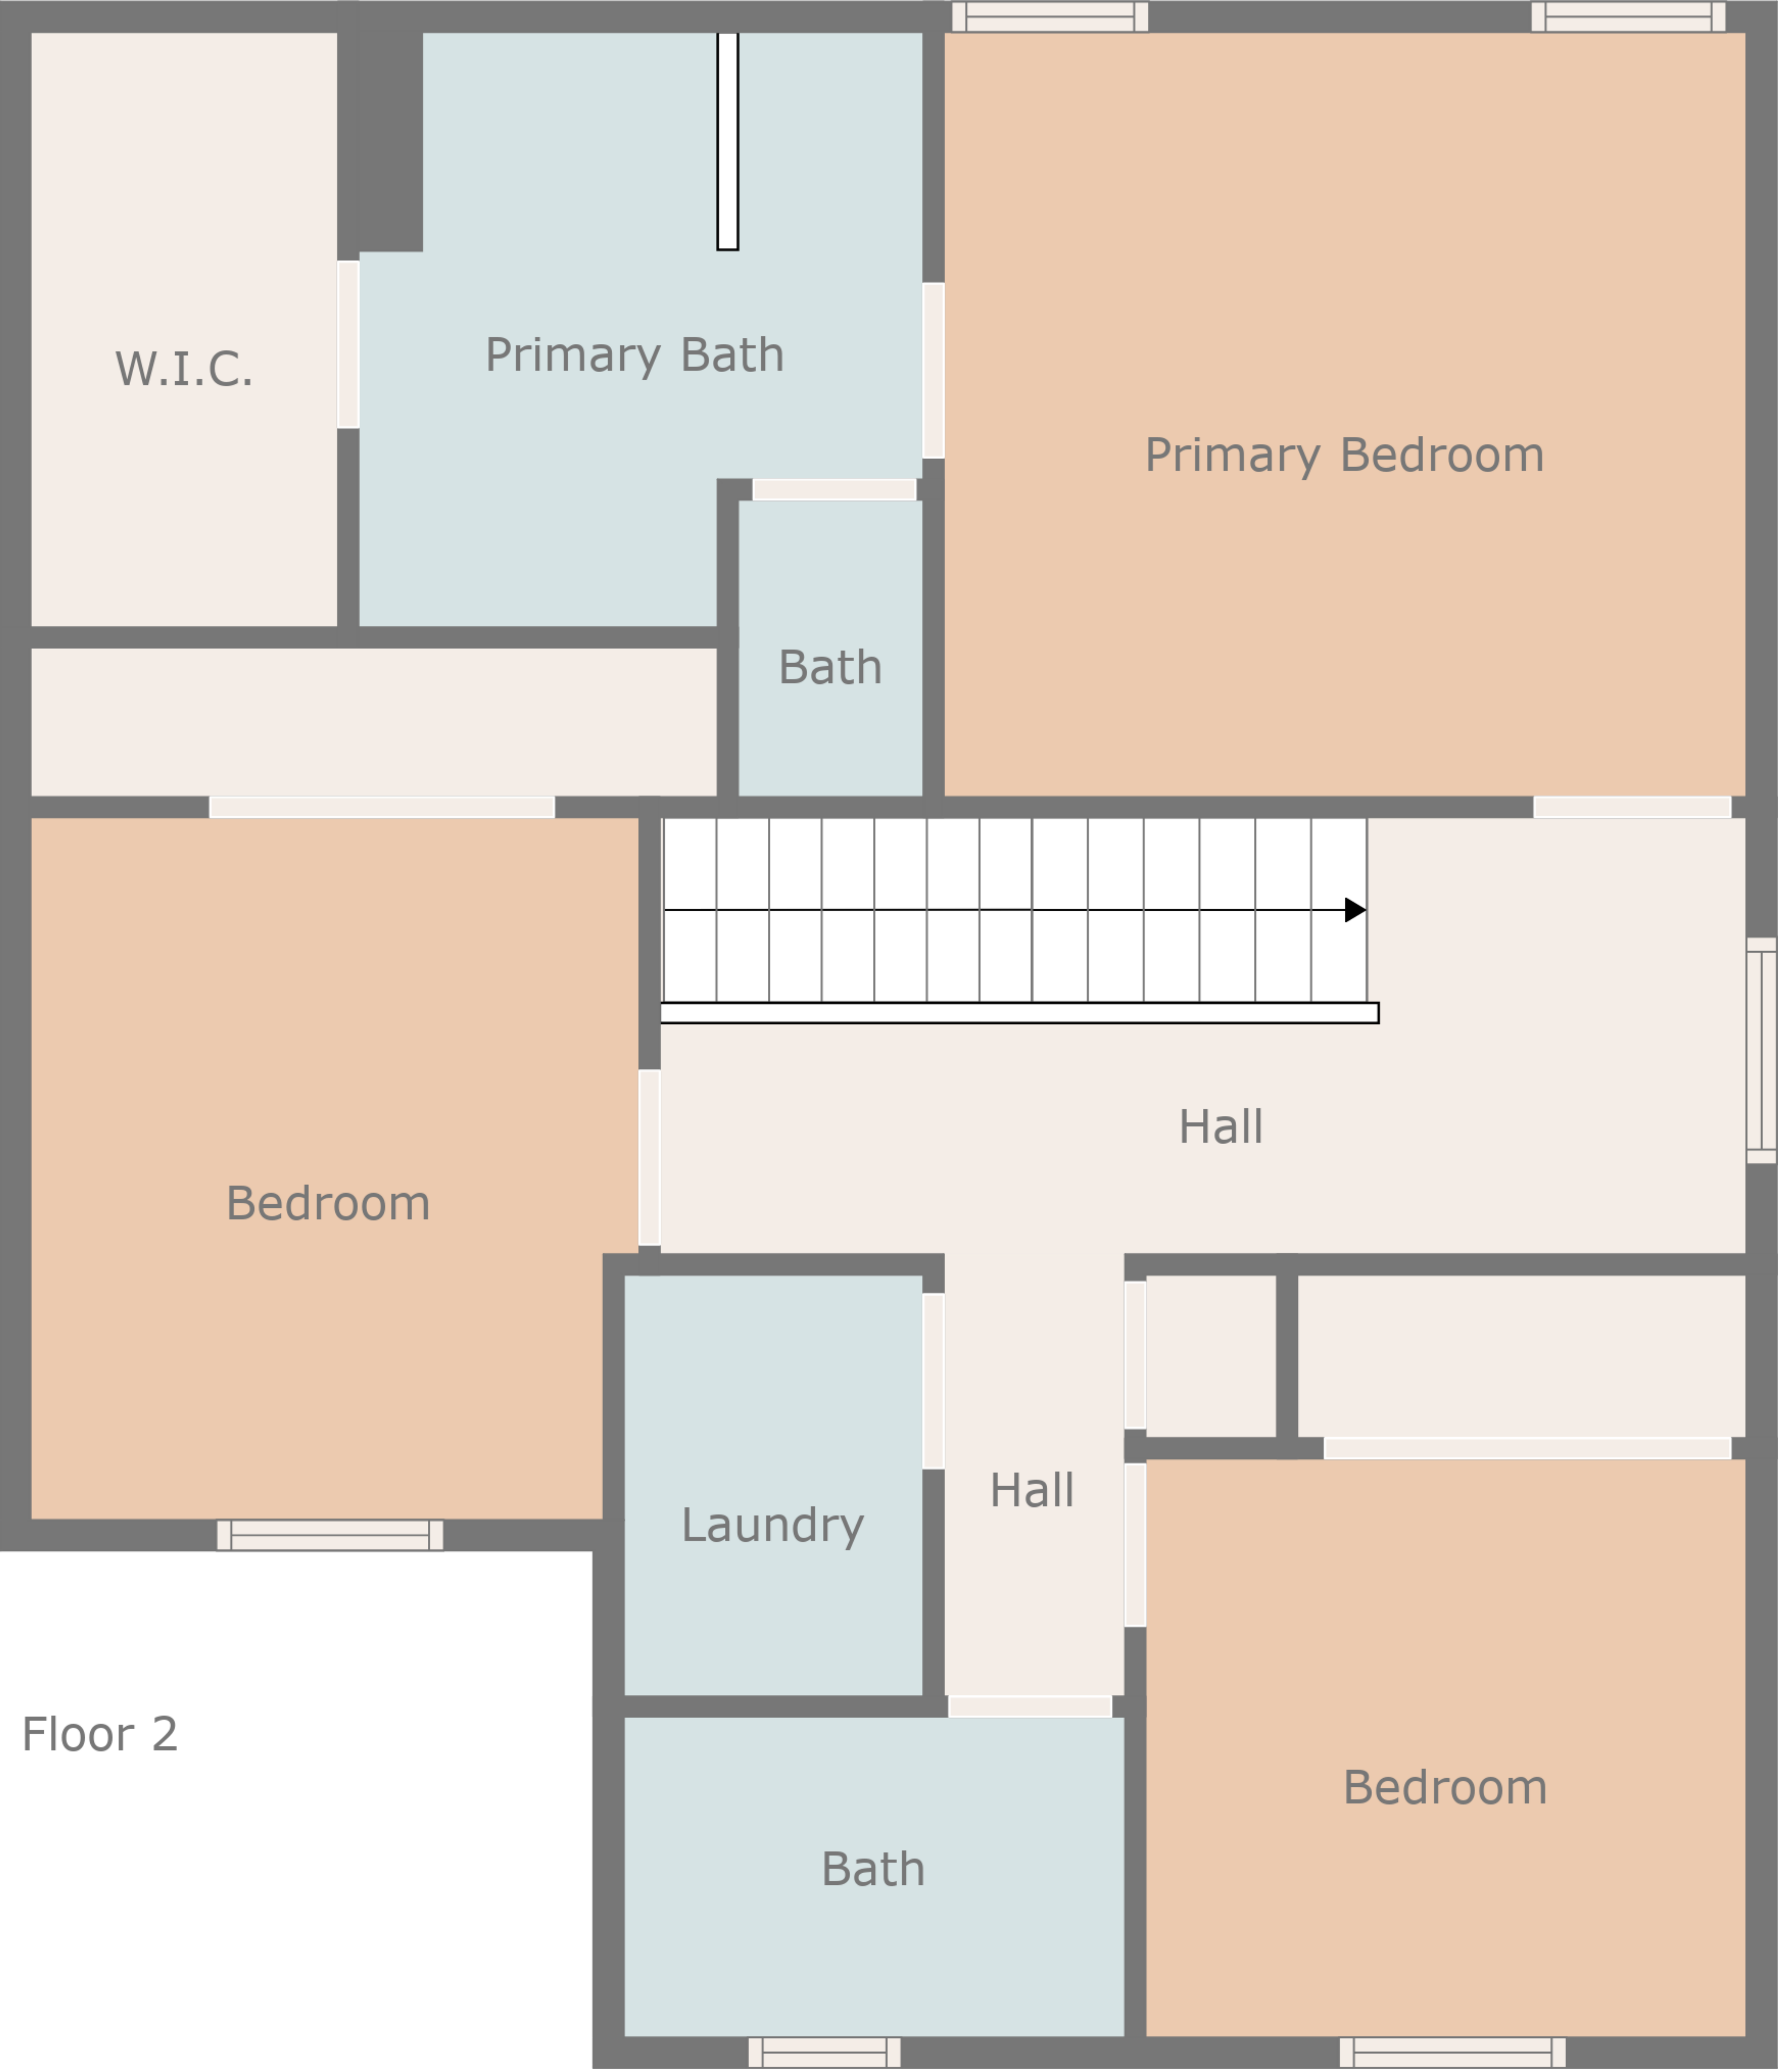 W.I.C.
Primary Bath
Primary Bedroom
Bath
Hall
Bedroom
Hall
Laundry
Floor 2
Bedroom
Bath